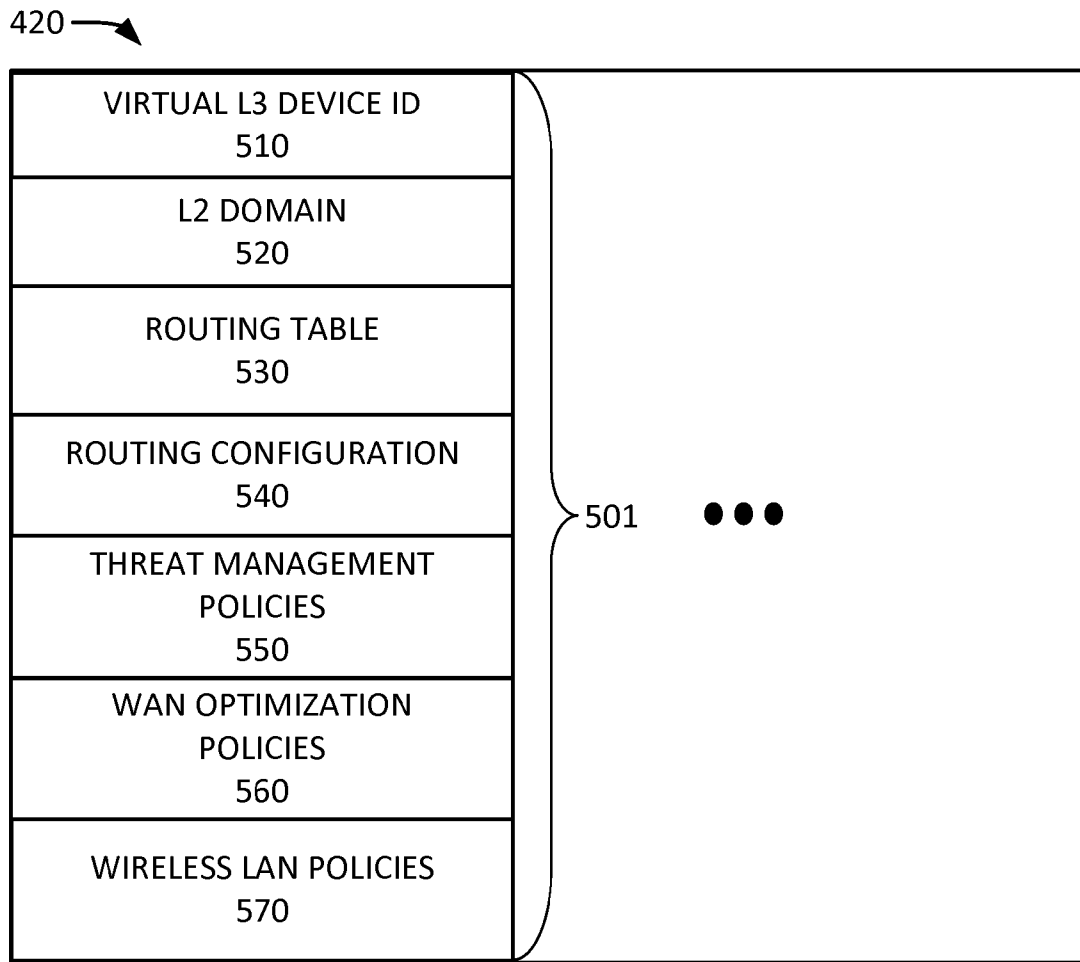 420
VIRTUAL L3 DEVICE ID
510
L2 DOMAIN
520
ROUTING TABLE
530
ROUTING CONFIGURATION
540
THREAT MANAGEMENT
POLICIES
550
WAN OPTIMIZATION
POLICIES
560
WIRELESS LAN POLICIES
570
501